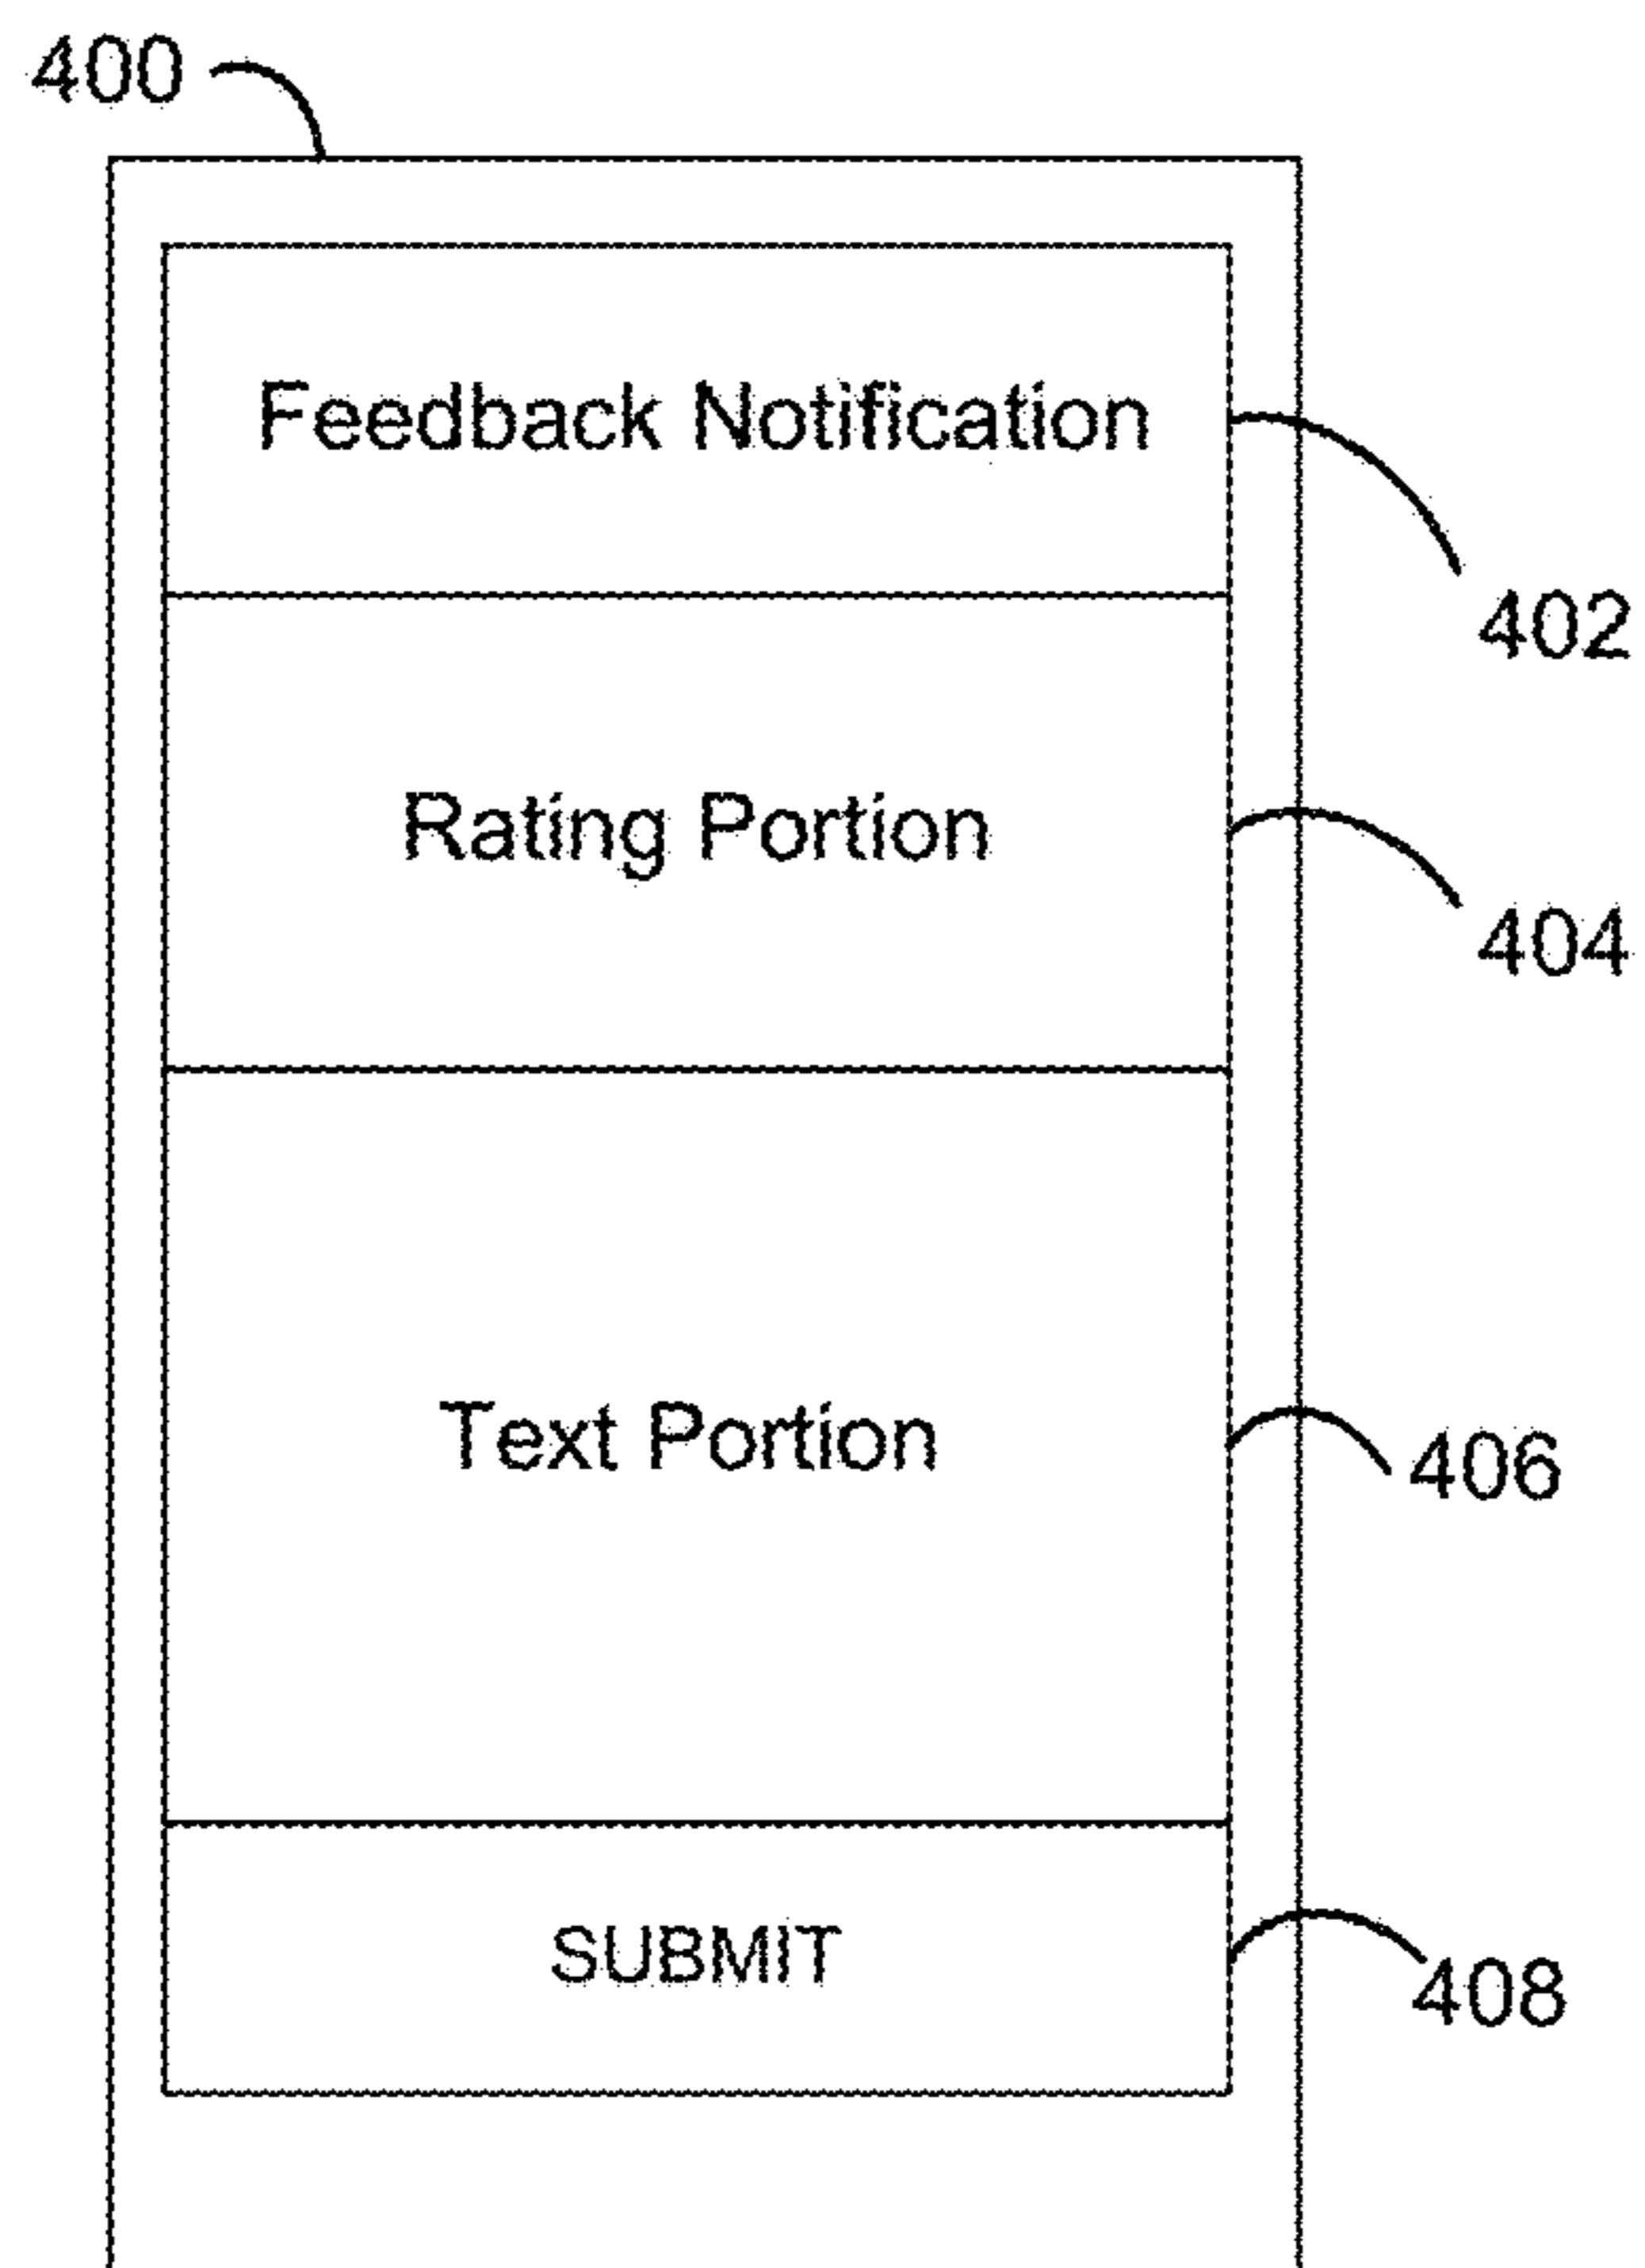 400
Feedback Notification
402
Rating Portion
404
Text Portion
406
SUBMIT
408